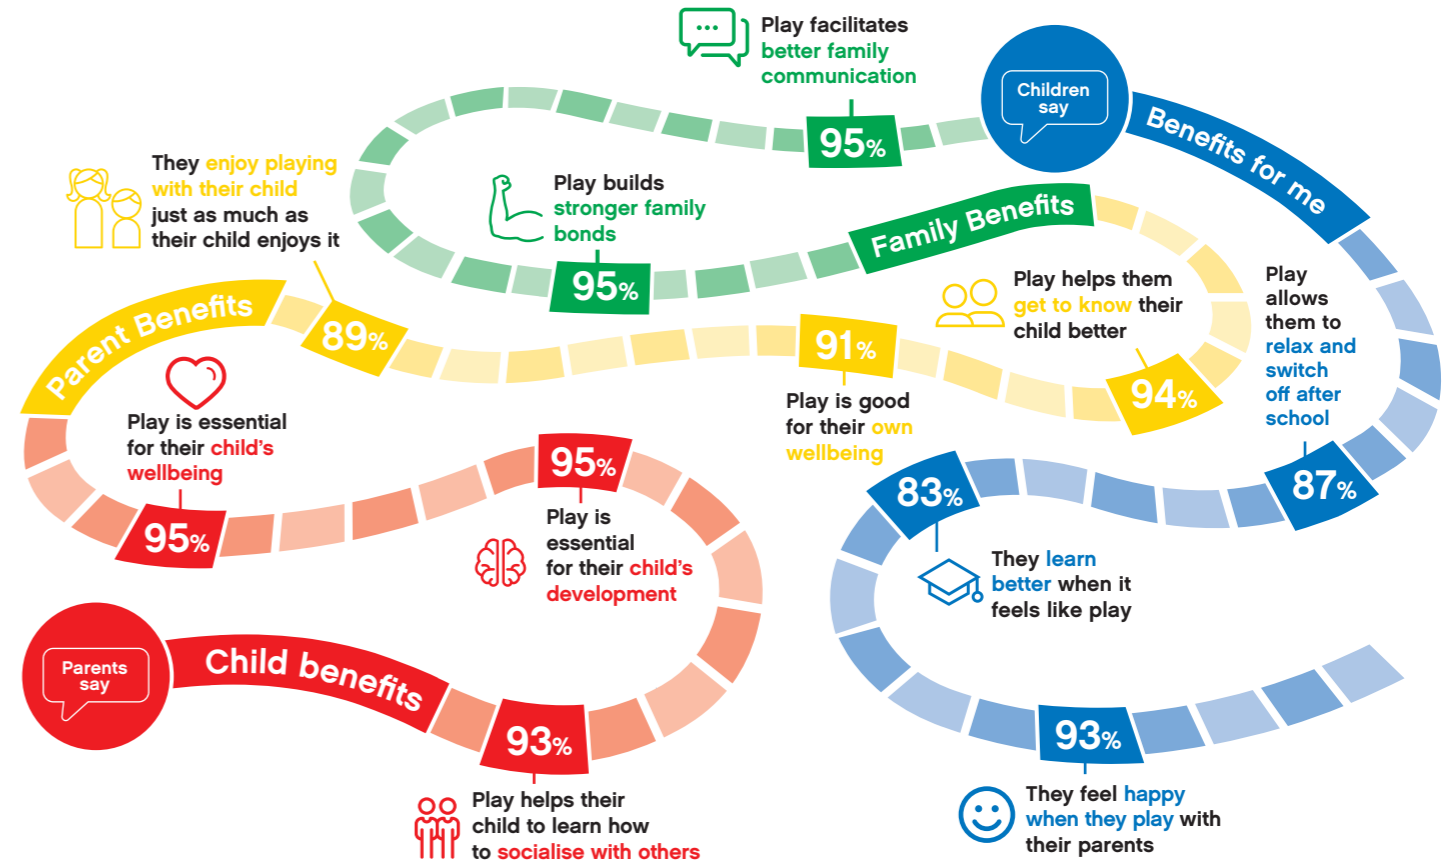 Parents
say
Child benefits
93%
Play helps their
child to learn how
to socialise with others
95%
Play is
essential
for their child's
development
95%
Play is essential
for their child's
wellbeing
Parent Benefits
89%
They enjoy playing
with their child
just as much as
their child enjoys it
91%
Play is good
for their own
wellbeing
94%
Play helps them
get to know their
child better
Family Benefits
95%
Play builds
stronger family
bonds
95%
Play facilitates
better family
communication
Children
say
Benefits for me
87%
Play
allows
them to
relax and
switch
off after
school
83%
They learn
better when it
feels like play
93%
They feel happy
when they play with
their parents